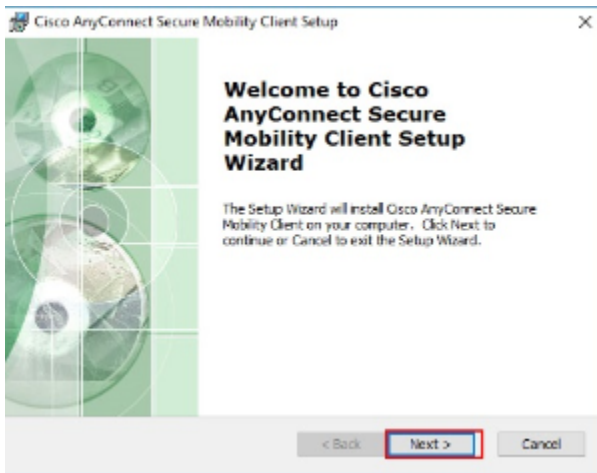 Cisco AnyConnect Secure Mobility Client Setup
Welcome to Cisco
AnyConnect Secure
Mobility Client Setup
Wizard
The Setup Wizard will install Cisco AnyConnect Secure
Mobility Client on your computer. Click Next to
continue or Cancel to exit the Setup Wizard.
< Back Next > Cancel